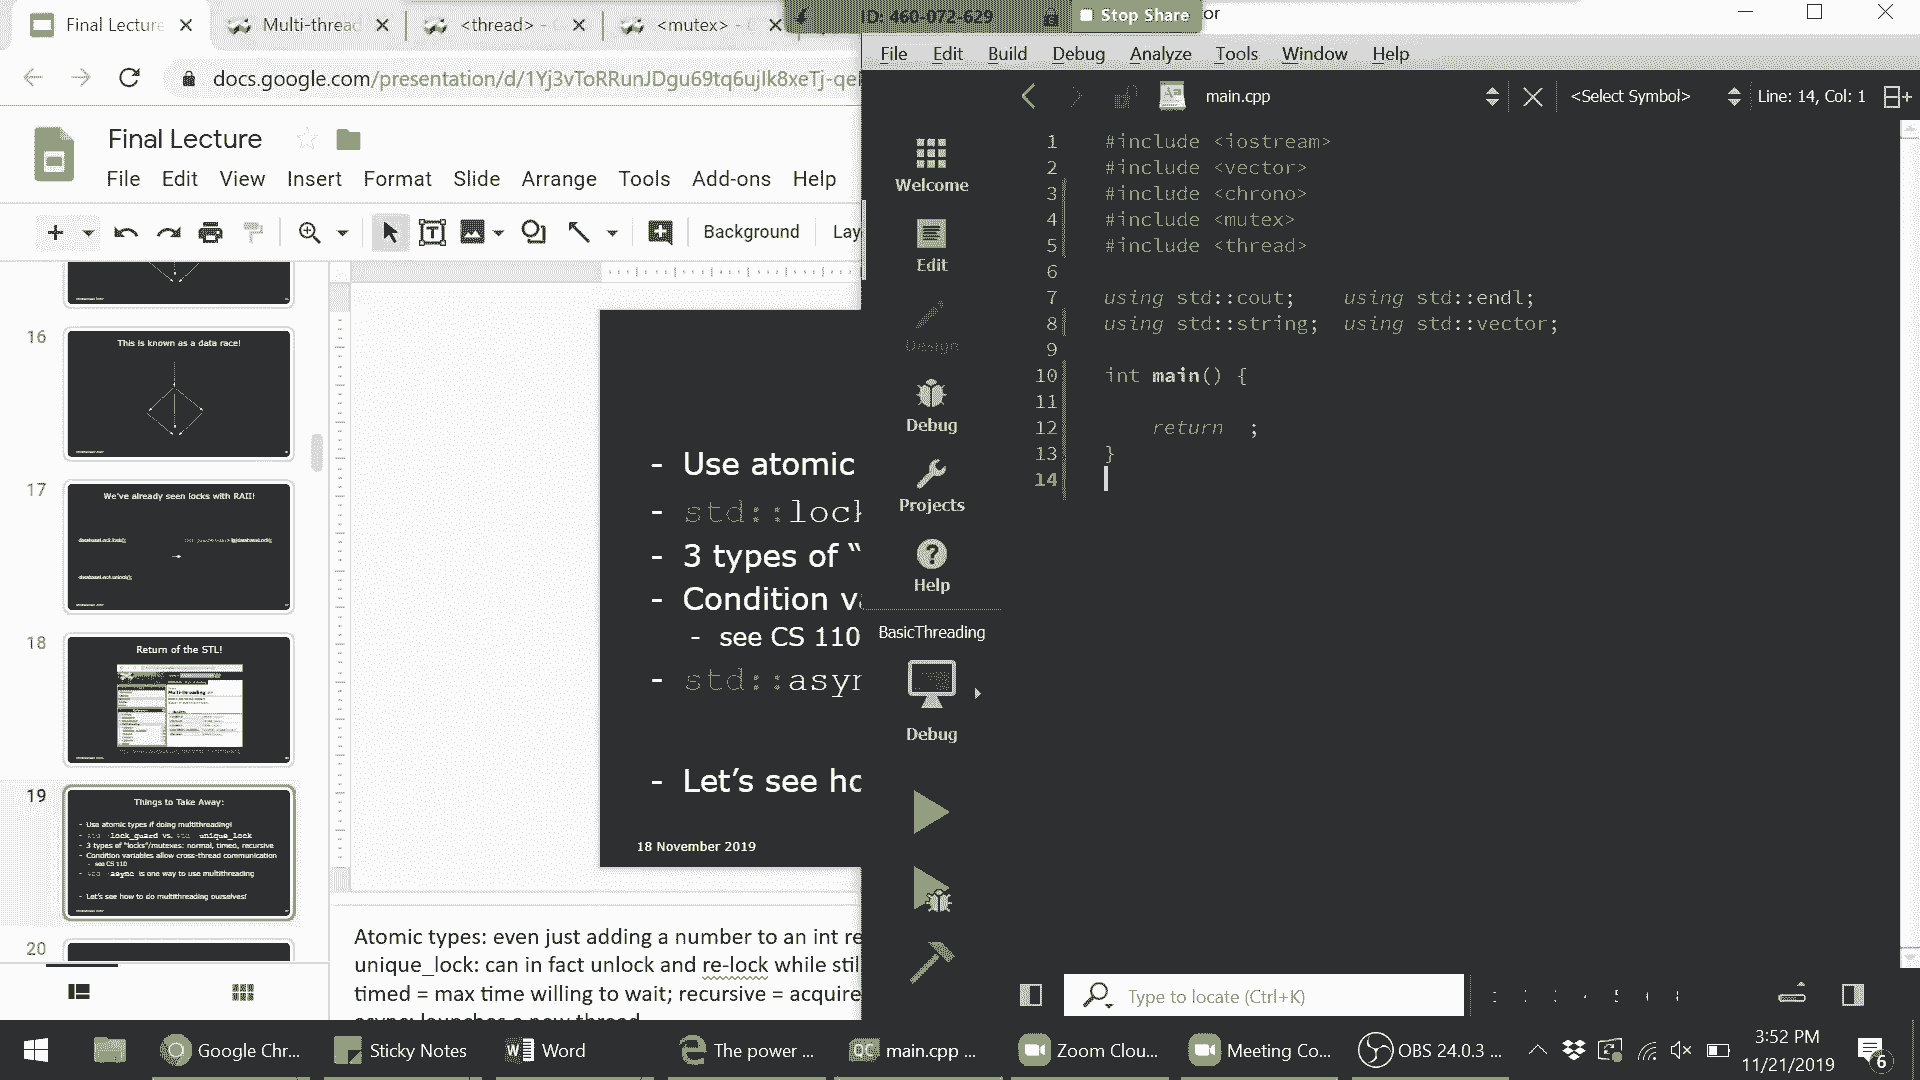 Final Lecture
Multi-thread
<thread> -
<mutex> -
ID: 460-072-629
Stop Share
or
docs.google.com/presentation/d/1Yj3vToRRunJDgu69tq6ujIk8xeTj-qe
Final Lecture
File Edit View Insert Format Slide Arrange Tools Add-ons Help
Background
Lay
16
This is known as a data race!
17
We've already seen locks with RAII!
databaseLock.lock();
databaseLock.unlock();
18
Return of the STL!
19
Things to Take Away:
- Use atomic types if doing multithreading!
- std::lock_guard vs. std::unique_lock
- 3 types of "locks"/mutexes: normal, timed, recursive
- Condition variables allow cross-thread communication
- see CS 110
- std::async is one way to use multithreading
- Let's see how to do multithreading ourselves!
20
- Use atomic
- std::lock
- 3 types of "
- Condition va
- see CS 110
- std::asyn
- Let's see ho
18 November 2019
Atomic types: even just adding a number to an int re
unique_lock: can in fact unlock and re-lock while stil
timed = max time willing to wait; recursive = acquire
async: launches a new thread
File Edit Build Debug Analyze Tools Window Help
main.cpp
<Select Symbol>
Line: 14, Col: 1
Welcome
Edit
Design
Debug
Projects
Help
BasicThreading
Debug
1 #include <iostream>
2 #include <vector>
3 #include <chrono>
4 #include <mutex>
5 #include <thread>
6
7 using std::cout; using std::endl;
8 using std::string; using std::vector;
9
10 int main() {
11
12 return ;
13 }
14
Type to locate (Ctrl+K)
Google Chr...
Sticky Notes
Word
The power ...
main.cpp ...
Zoom Clou...
Meeting Co...
OBS 24.0.3 ...
3:52 PM
11/21/2019
6